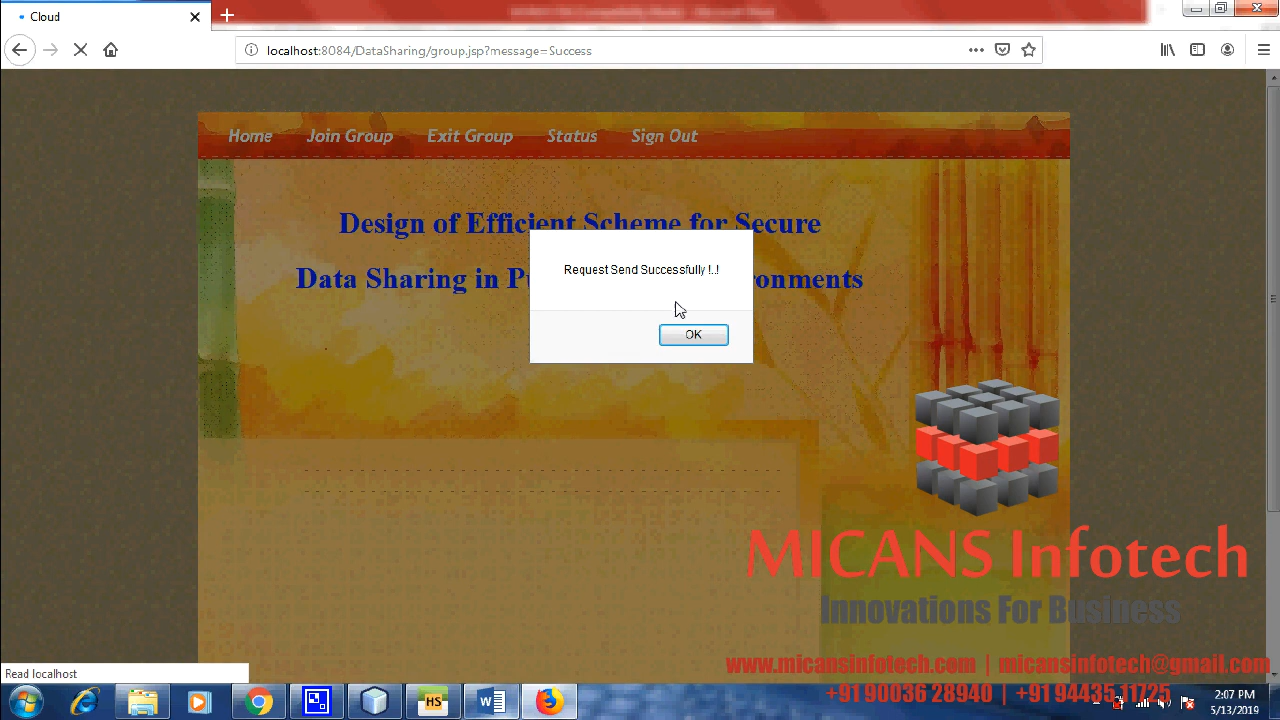 Cloud
localhost:8084/DataSharing/group.jsp?message=Success
Home Join Group Exit Group Status Sign Out
Design of Efficient Scheme for Secure
Data Sharing in
Request Send Successfully !..!
OK
MICANS Infotech
Innovations For Business
www.micansinfotech.com | micansinfotech@gmail.com
Read localhost
+91 90036 28940 | +91 94435 11725
HS
W
2:07 PM
5/13/2019